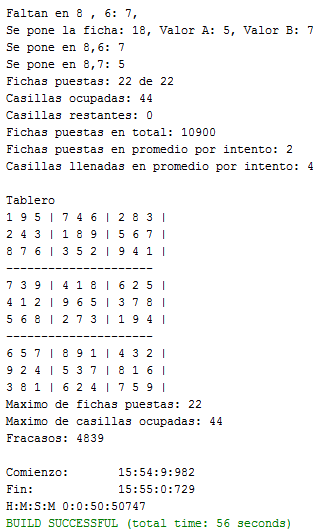 Faltan en 8 , 6: 7,
Se pone la ficha: 18, Valor A: 5, Valor B: 7
Se pone en 8,6: 7
Se pone en 8,7: 5
Fichas puestas: 22 de 22
Casillas ocupadas: 44
Casillas restantes: 0
Fichas puestas en total: 10900
Fichas puestas en promedio por intento: 2
Casillas llenadas en promedio por intento: 4
Tablero
1 9 5 | 7 4 6 | 2 8 3 |
2 4 3 | 1 8 9 | 5 6 7 |
8 7 6 | 3 5 2 | 9 4 1 |
---------------------
7 3 9 | 4 1 8 | 6 2 5 |
4 1 2 | 9 6 5 | 3 7 8 |
5 6 8 | 2 7 3 | 1 9 4 |
---------------------
6 5 7 | 8 9 1 | 4 3 2 |
9 2 4 | 5 3 7 | 8 1 6 |
3 8 1 | 6 2 4 | 7 5 9 |
Maximo de fichas puestas: 22
Maximo de casillas ocupadas: 44
Fracasos: 4839
Comienzo: 15:54:9:982
Fin: 15:55:0:729
H:M:S:M 0:0:50:50747
BUILD SUCCESSFUL (total time: 56 seconds)